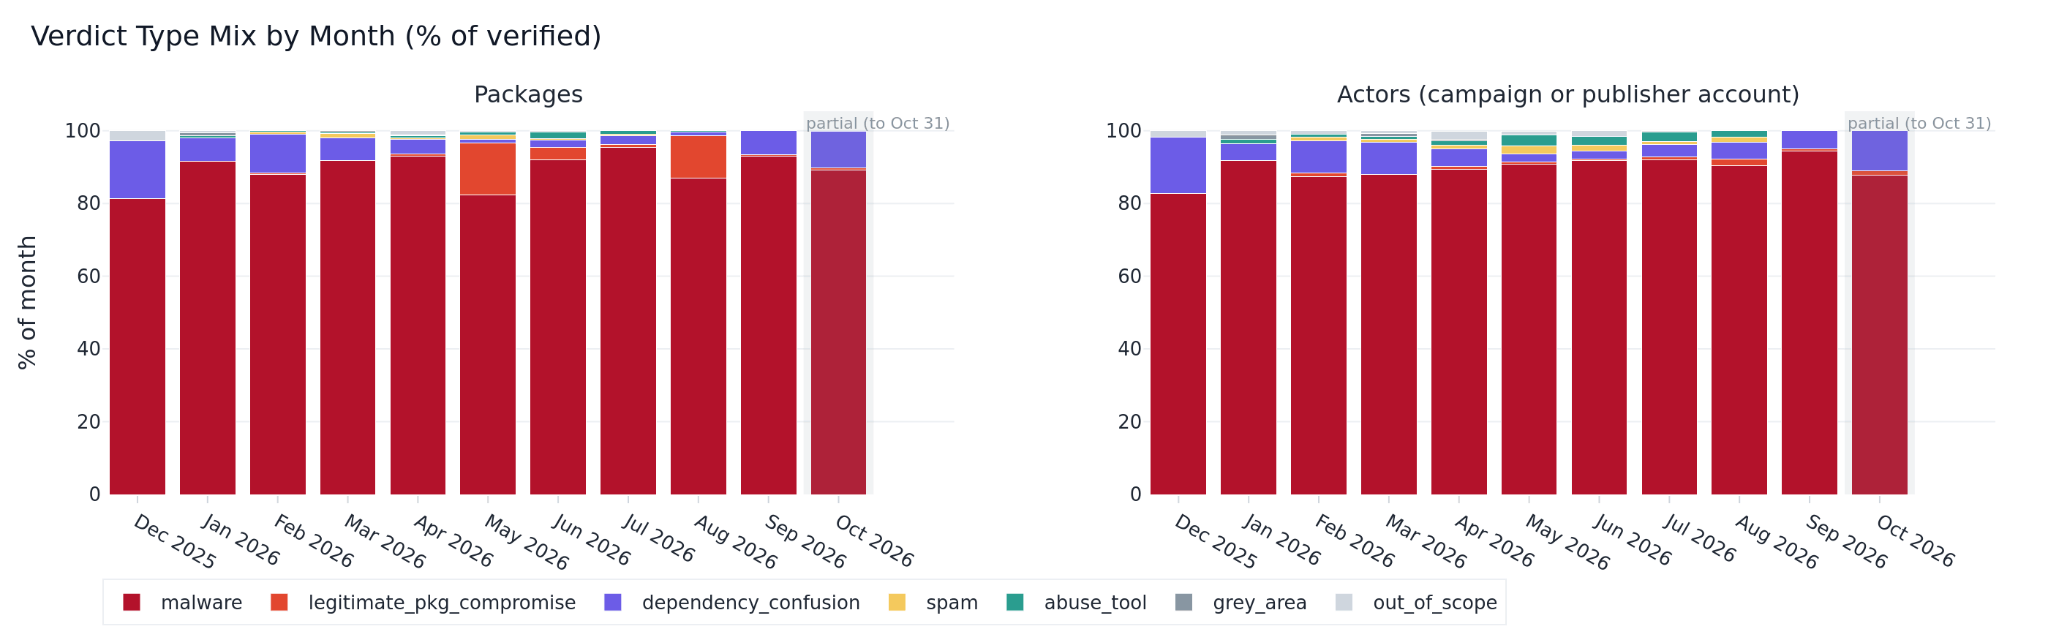 Verdict Type Mix by Month (% of verified)
Packages
partial (to Oct 31)
% of month
100
80
60
40
20
0
Dec 2025
Jan 2026
Feb 2026
Mar 2026
Apr 2026
May 2026
Jun 2026
Jul 2026
Aug 2026
Sep 2026
Oct 2026
Actors (campaign or publisher account)
partial (to Oct 31)
100
80
60
40
20
0
Dec 2025
Jan 2026
Feb 2026
Mar 2026
Apr 2026
May 2026
Jun 2026
Jul 2026
Aug 2026
Sep 2026
Oct 2026
malware legitimate_pkg_compromise dependency_confusion spam abuse_tool grey_area out_of_scope